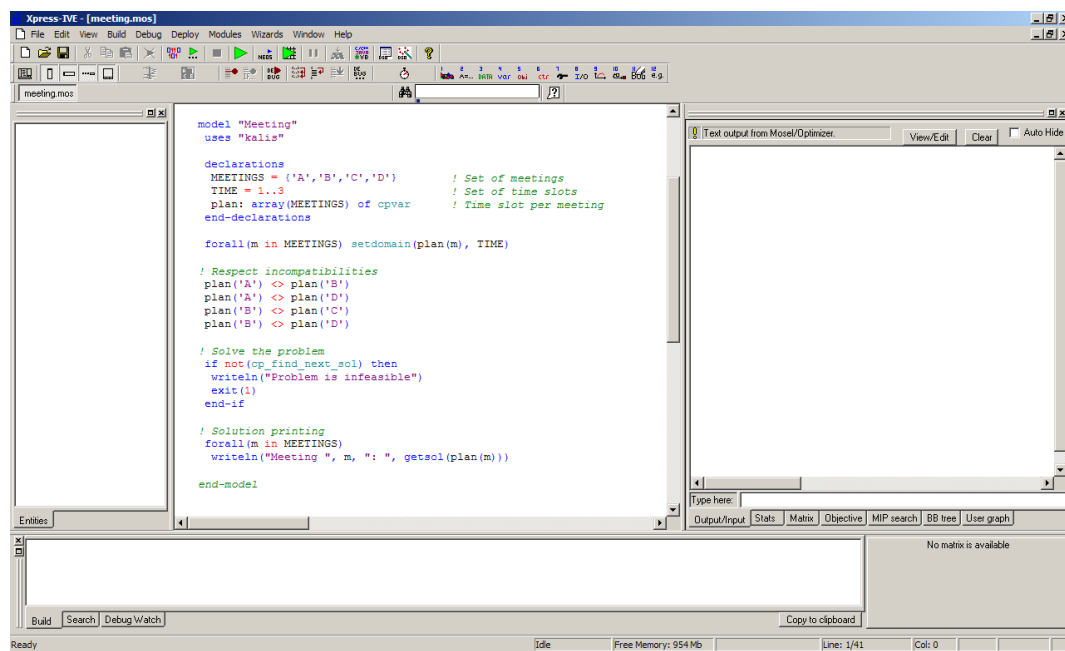 Xpress-IVE - [meeting.mos]
File Edit View Build Debug Deploy Modules Wizards Window Help
meeting.mos
model "Meeting"
uses "kalis"
declarations
MEETINGS = {'A','B','C','D'} ! Set of meetings
TIME = 1..3 ! Set of time slots
plan: array(MEETINGS) of cpvar ! Time slot per meeting
end-declarations
forall(m in MEETINGS) setdomain(plan(m), TIME)
! Respect incompatibilities
plan('A') <> plan('B')
plan('A') <> plan('D')
plan('B') <> plan('C')
plan('B') <> plan('D')
! Solve the problem
if not(cp_find_next_sol) then
writeln("Problem is infeasible")
exit(1)
end-if
! Solution printing
forall(m in MEETINGS)
writeln("Meeting ", m, ": ", getsol(plan(m)))
end-model
Entities
Text output from Mosel/Optimizer.
View/Edit
Clear
Auto Hide
Type here:
Output/Input Stats Matrix Objective MIP search BB tree User graph
No matrix is available
Build Search Debug Watch
Copy to clipboard
Ready
Idle
Free Memory: 954 Mb
Line: 1/41
Col: 0